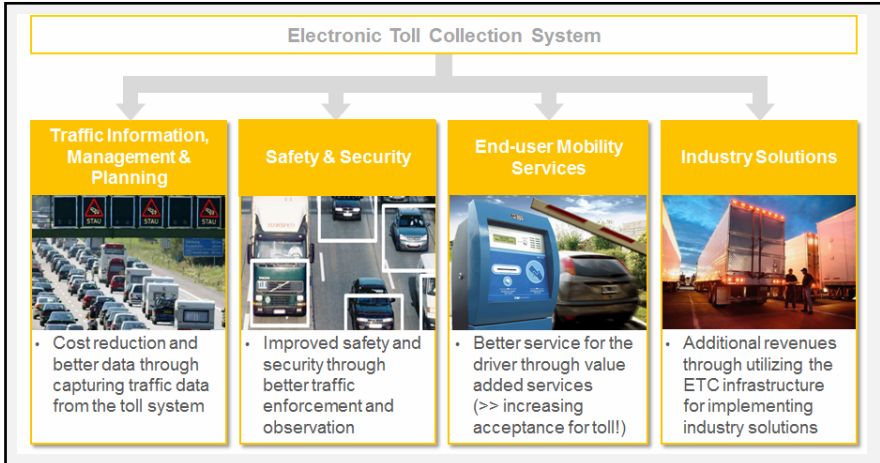 Electronic Toll Collection System
Traffic Information,
Management &
Planning
Safety & Security
End-user Mobility
Services
Industry Solutions
STAU
STAU
STAU
• Cost reduction and
better data through
capturing traffic data
from the toll system
• Improved safety and
security through
better traffic
enforcement and
observation
• Better service for the
driver through value
added services
(>> increasing
acceptance for toll!)
• Additional revenues
through utilizing the
ETC infrastructure
for implementing
industry solutions